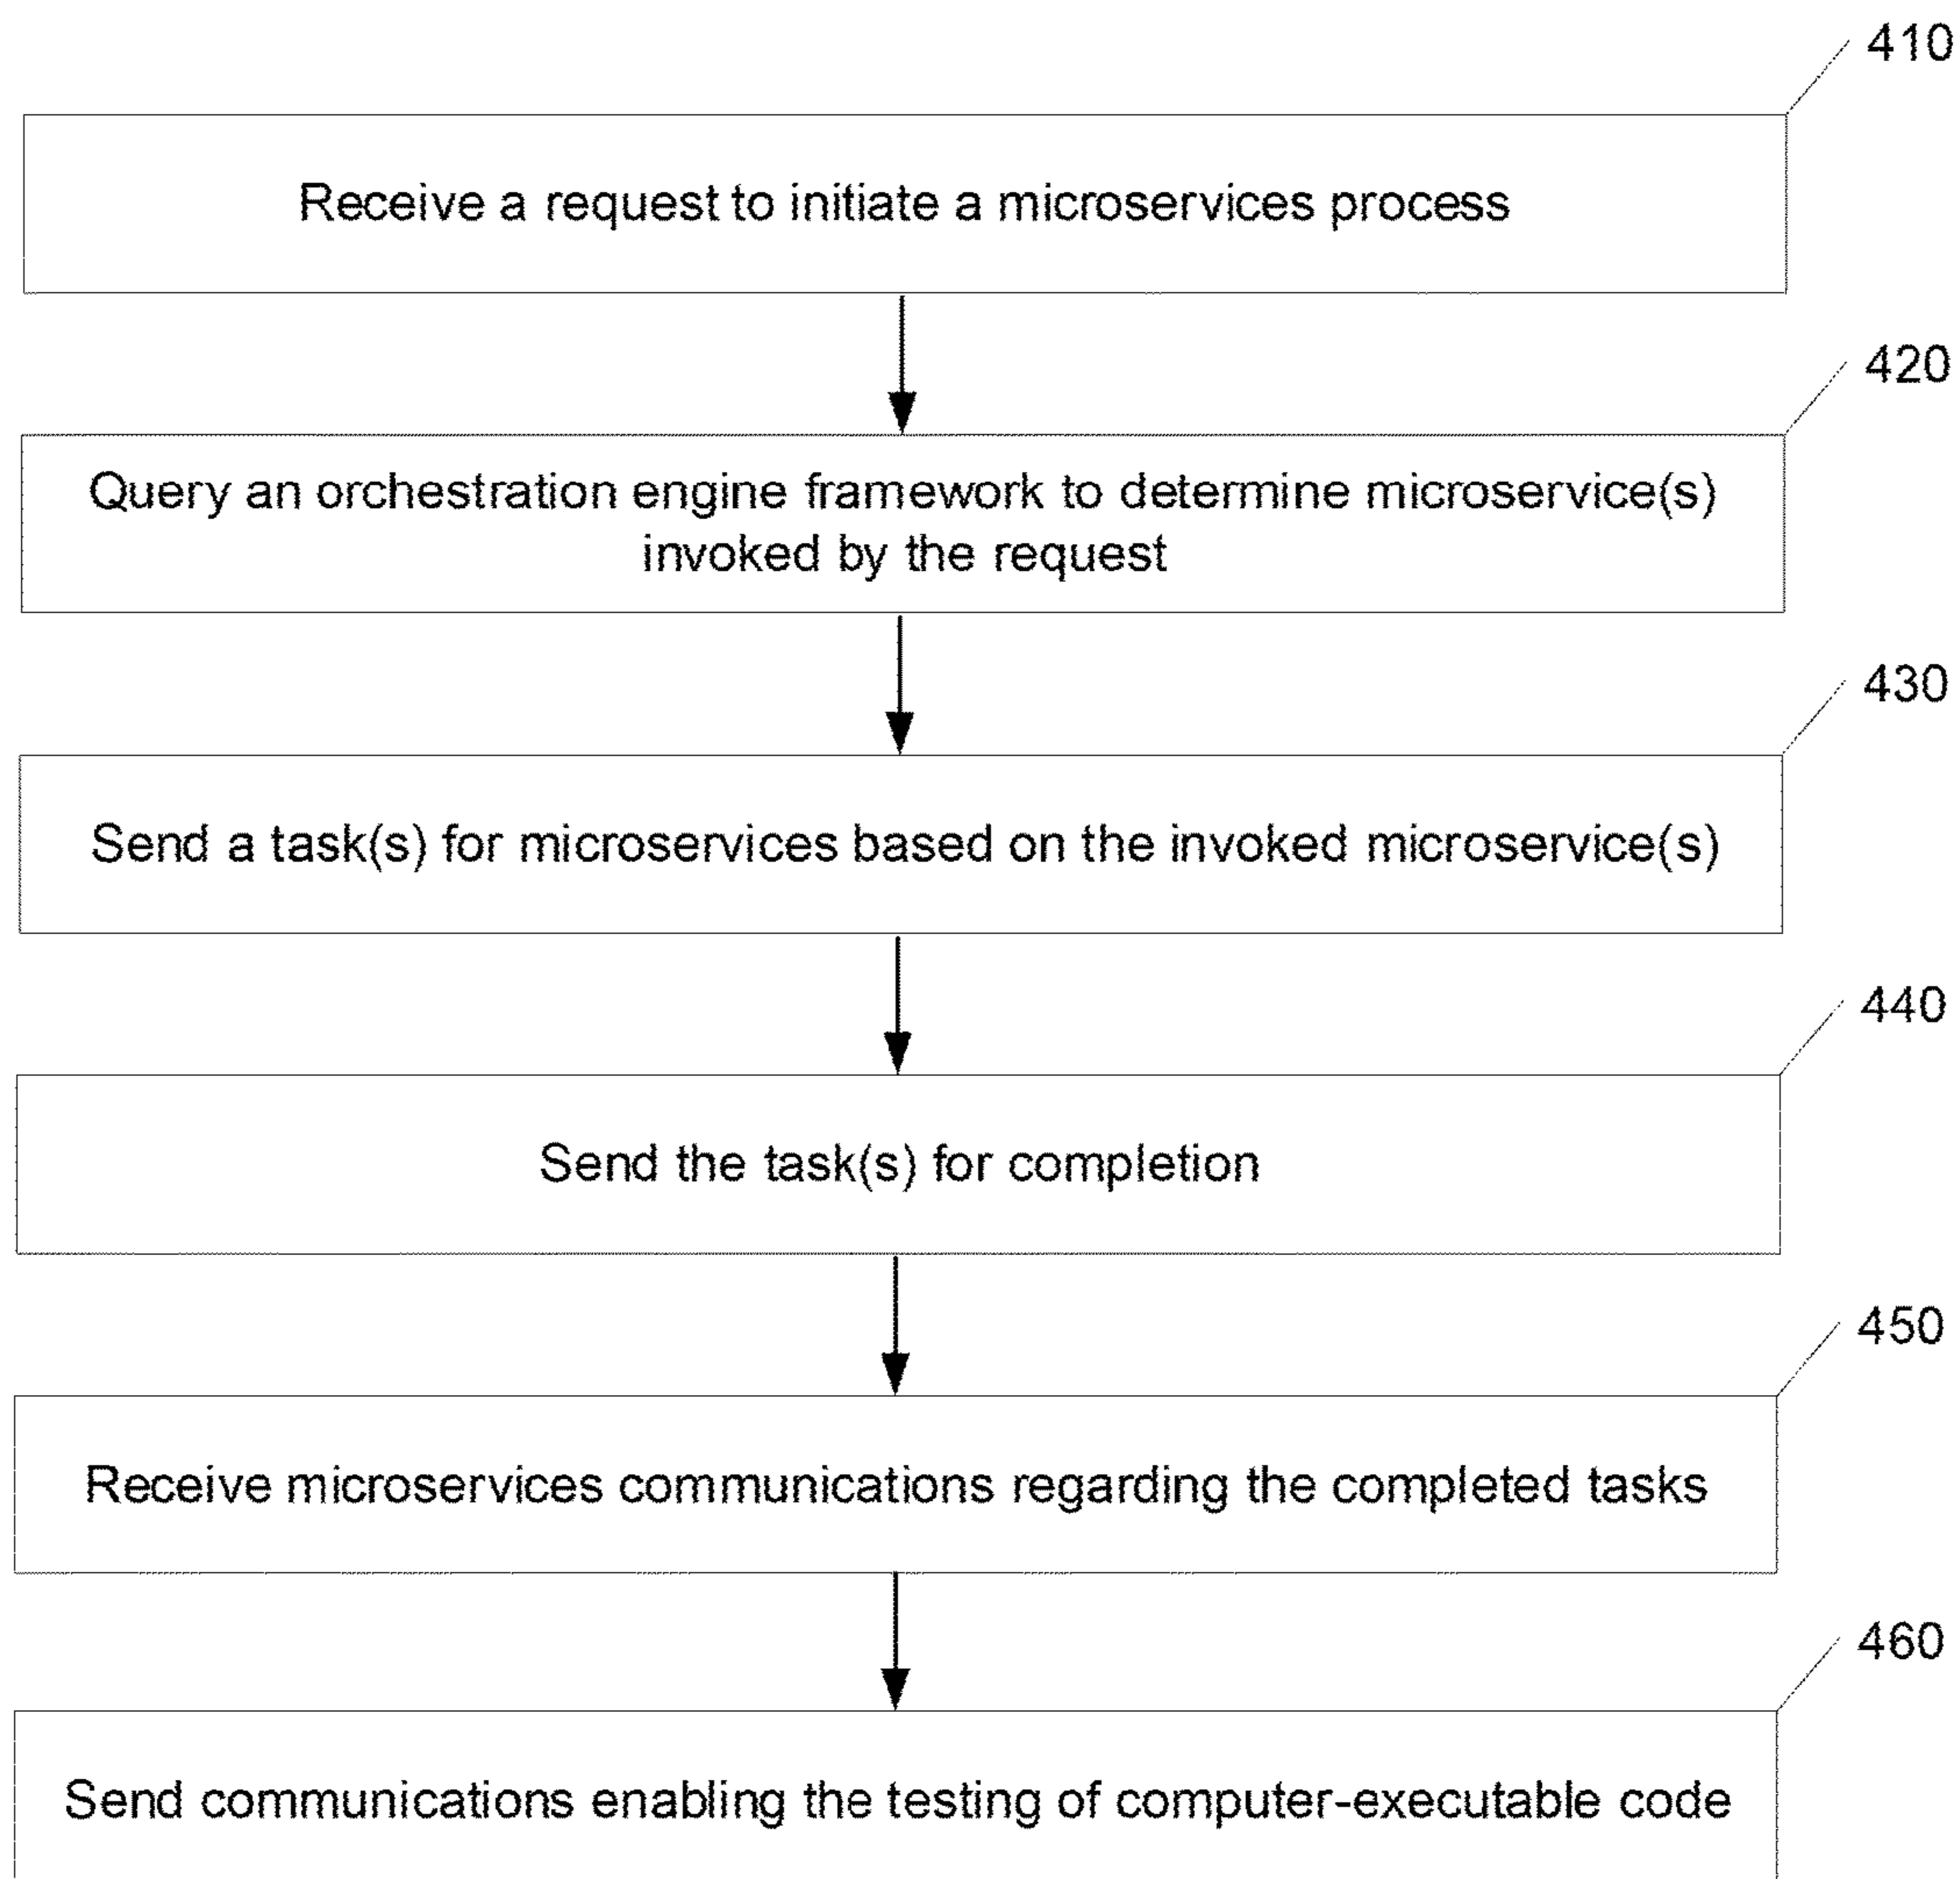 410
Receive a request to initiate a microservices process
420
Query an orchestration engine framework to determine microservice(s)
invoked by the request
430
Send a task(s) for microservices based on the invoked microservice(s)
440
Send the task(s) for completion
450
Receive microservices communications regarding the completed tasks
460
Send communications enabling the testing of computer-executable code